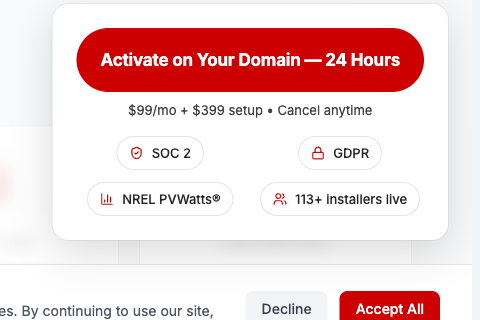 Activate on Your Domain — 24 Hours
$99/mo + $399 setup • Cancel anytime
SOC 2
GDPR
NREL PVWatts®
113+ installers live
es. By continuing to use our site,
Decline
Accept All